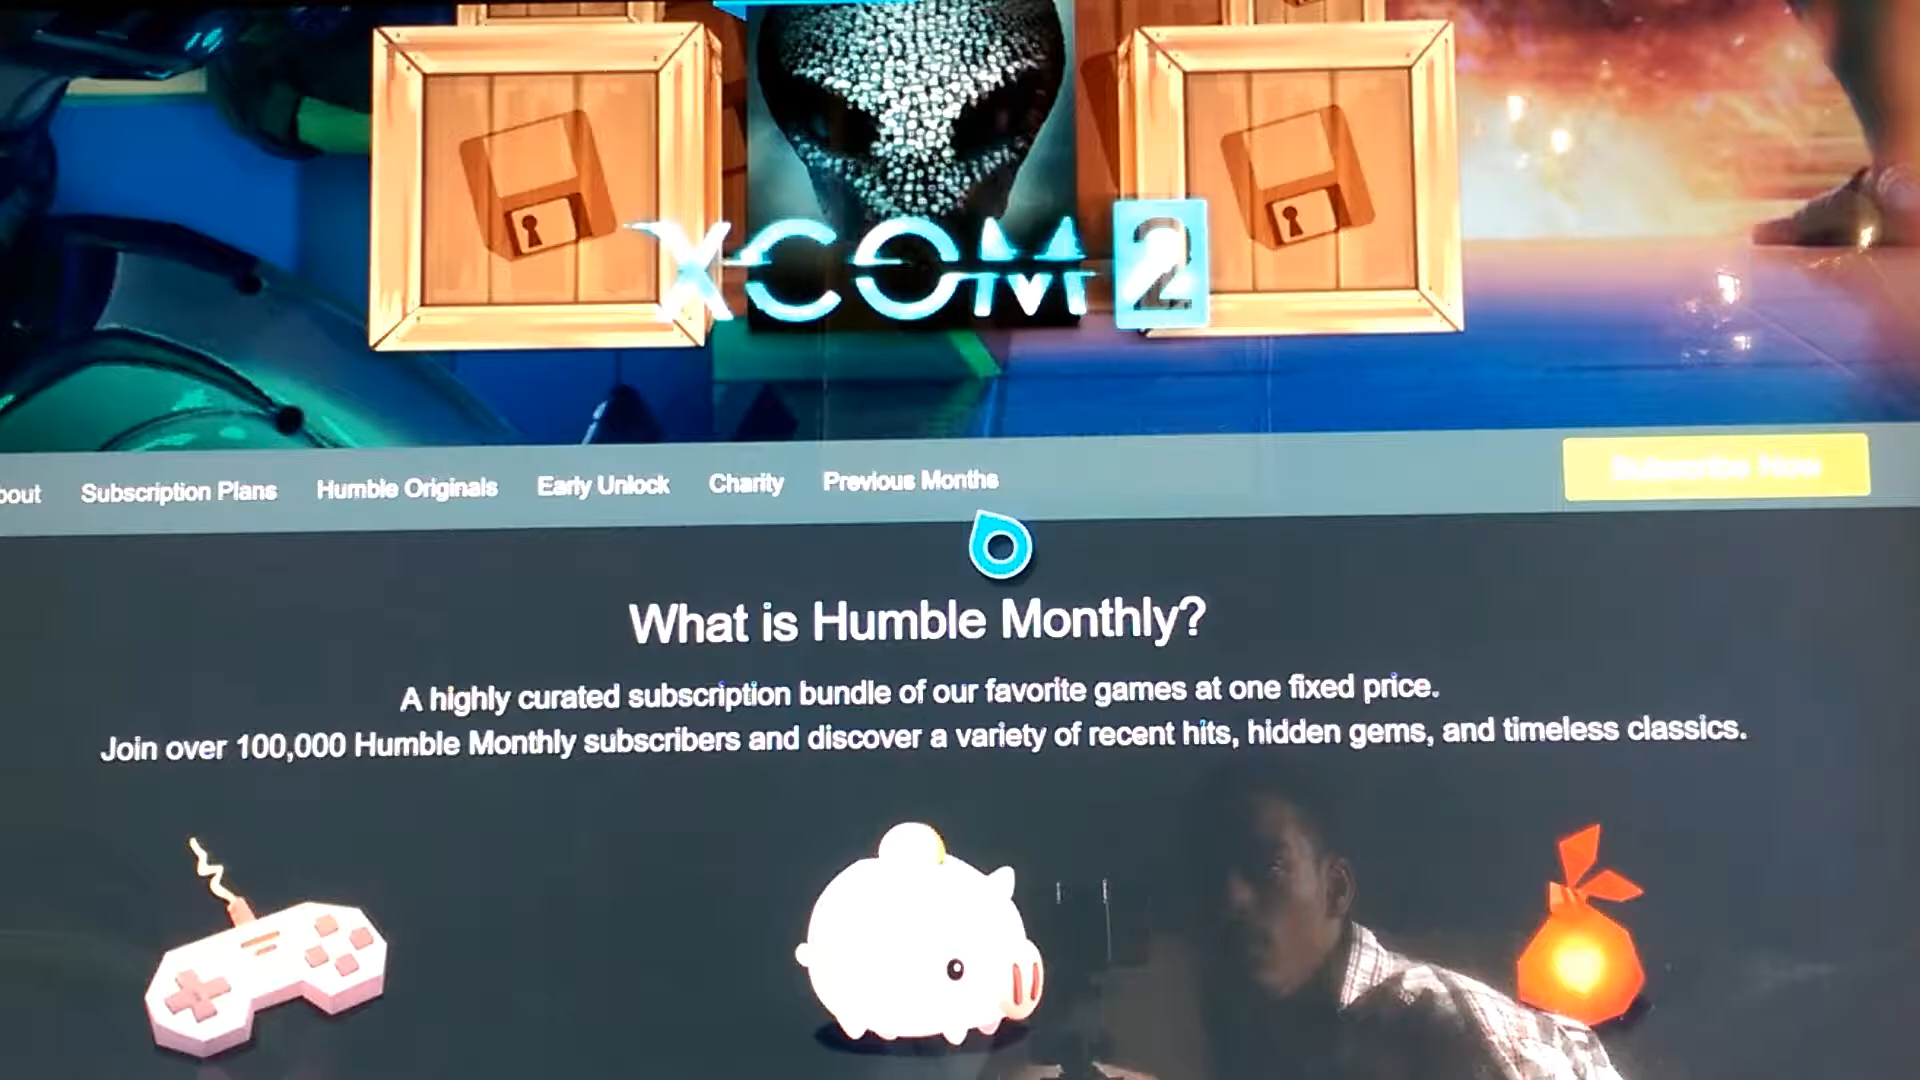 XCOM 2
bout Subscription Plans Humble Originals Early Unlock Charity Previous Months Subscribe Now
What is Humble Monthly?
A highly curated subscription bundle of our favorite games at one fixed price.
Join over 100,000 Humble Monthly subscribers and discover a variety of recent hits, hidden gems, and timeless classics.